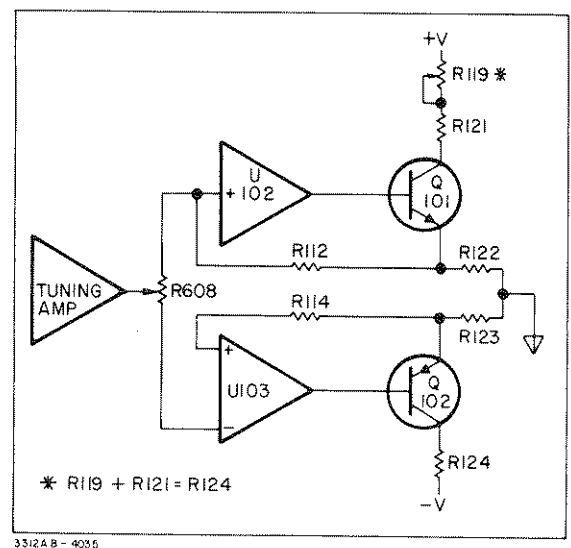 +V
R119 *
R121
U
102
+
Q
101
R112
R122
TUNING
AMP
R608
R114
R123
+
U103
−
Q
102
R124
* R119 + R121 = R124
−V
3312AB - 4035